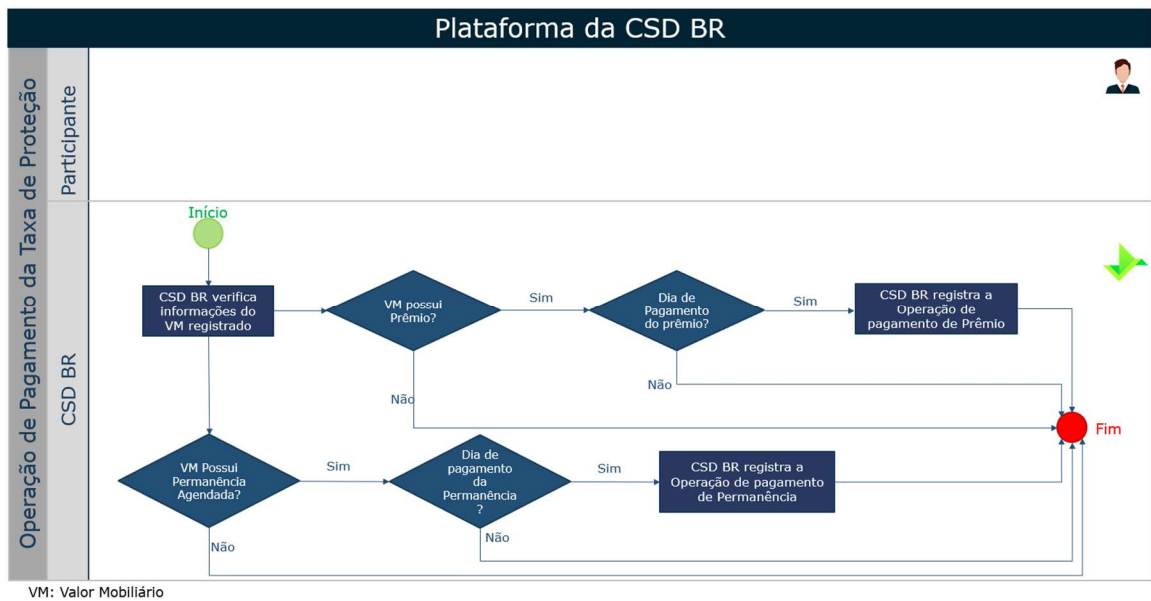 Plataforma da CSD BR
Operação de Pagamento da Taxa de Proteção
Participante
CSD BR
Início
CSD BR verifica
informações do
VM registrado
VM possui
Prêmio?
Sim
Dia de
Pagamento
do prêmio?
Sim
CSD BR registra a
Operação de
pagamento de Prêmio
Não
Não
Fim
VM Possui
Permanência
Agendada?
Sim
Dia de
pagamento
da
Permanência
?
Sim
CSD BR registra a
Operação de pagamento
de Permanência
Não
Não
VM: Valor Mobiliário